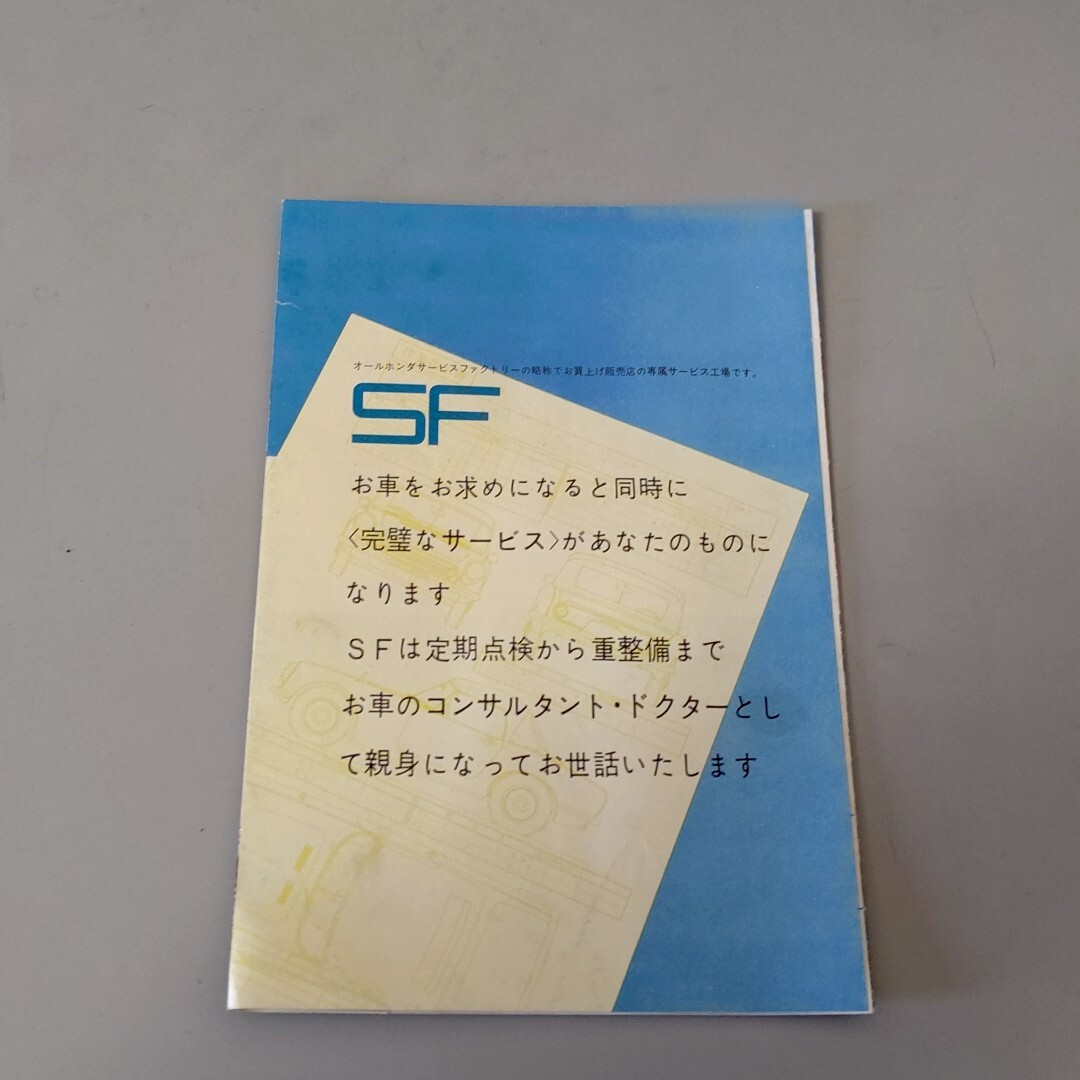 オールホンダサービスファクトリーの略称でお買上げ販売店の専属サービス工場です。
SF
お車をお求めになると同時に
〈完璧なサービス〉があなたのものに
なります
SFは定期点検から重整備まで
お車のコンサルタント・ドクターとし
て親身になってお世話いたします